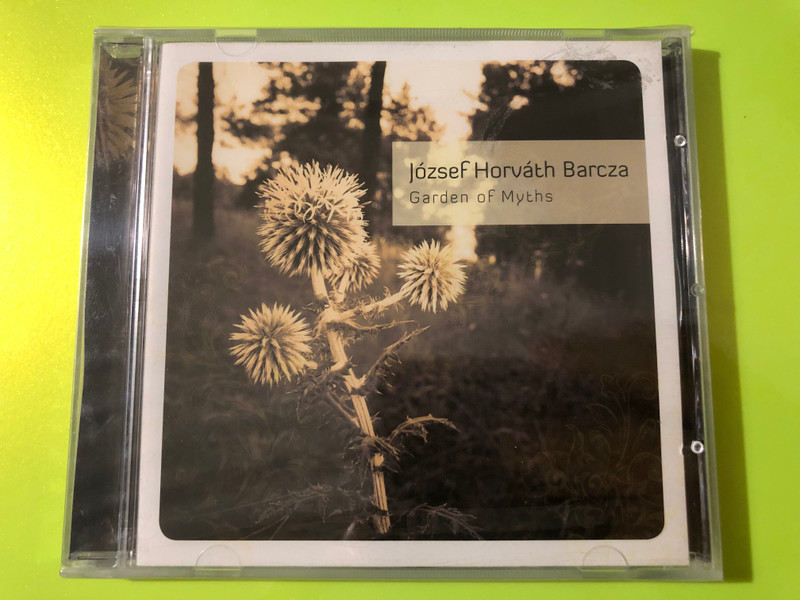 József Horváth Barcza
Garden of Myths